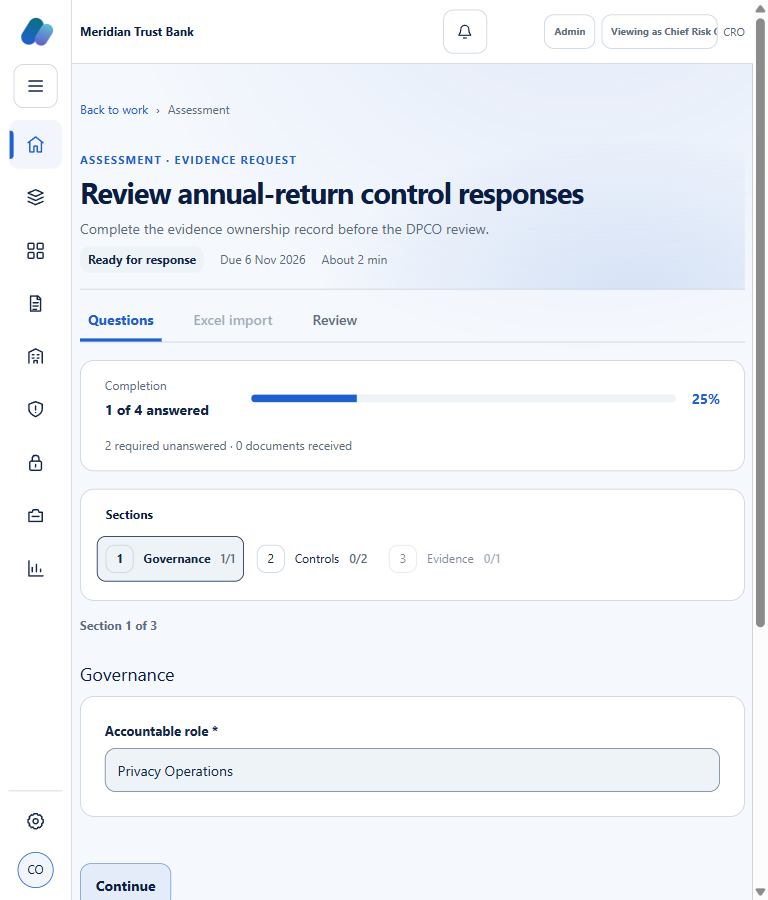 Meridian Trust Bank
Admin
Viewing as Chief Risk
CRO
Back to work › Assessment
ASSESSMENT · EVIDENCE REQUEST
Review annual-return control responses
Complete the evidence ownership record before the DPCO review.
Ready for response Due 6 Nov 2026 About 2 min
Questions Excel import Review
Completion
1 of 4 answered
25%
2 required unanswered · 0 documents received
Sections
1 Governance 1/1 2 Controls 0/2 3 Evidence 0/1
Section 1 of 3
Governance
Accountable role *
Privacy Operations
CO
Continue